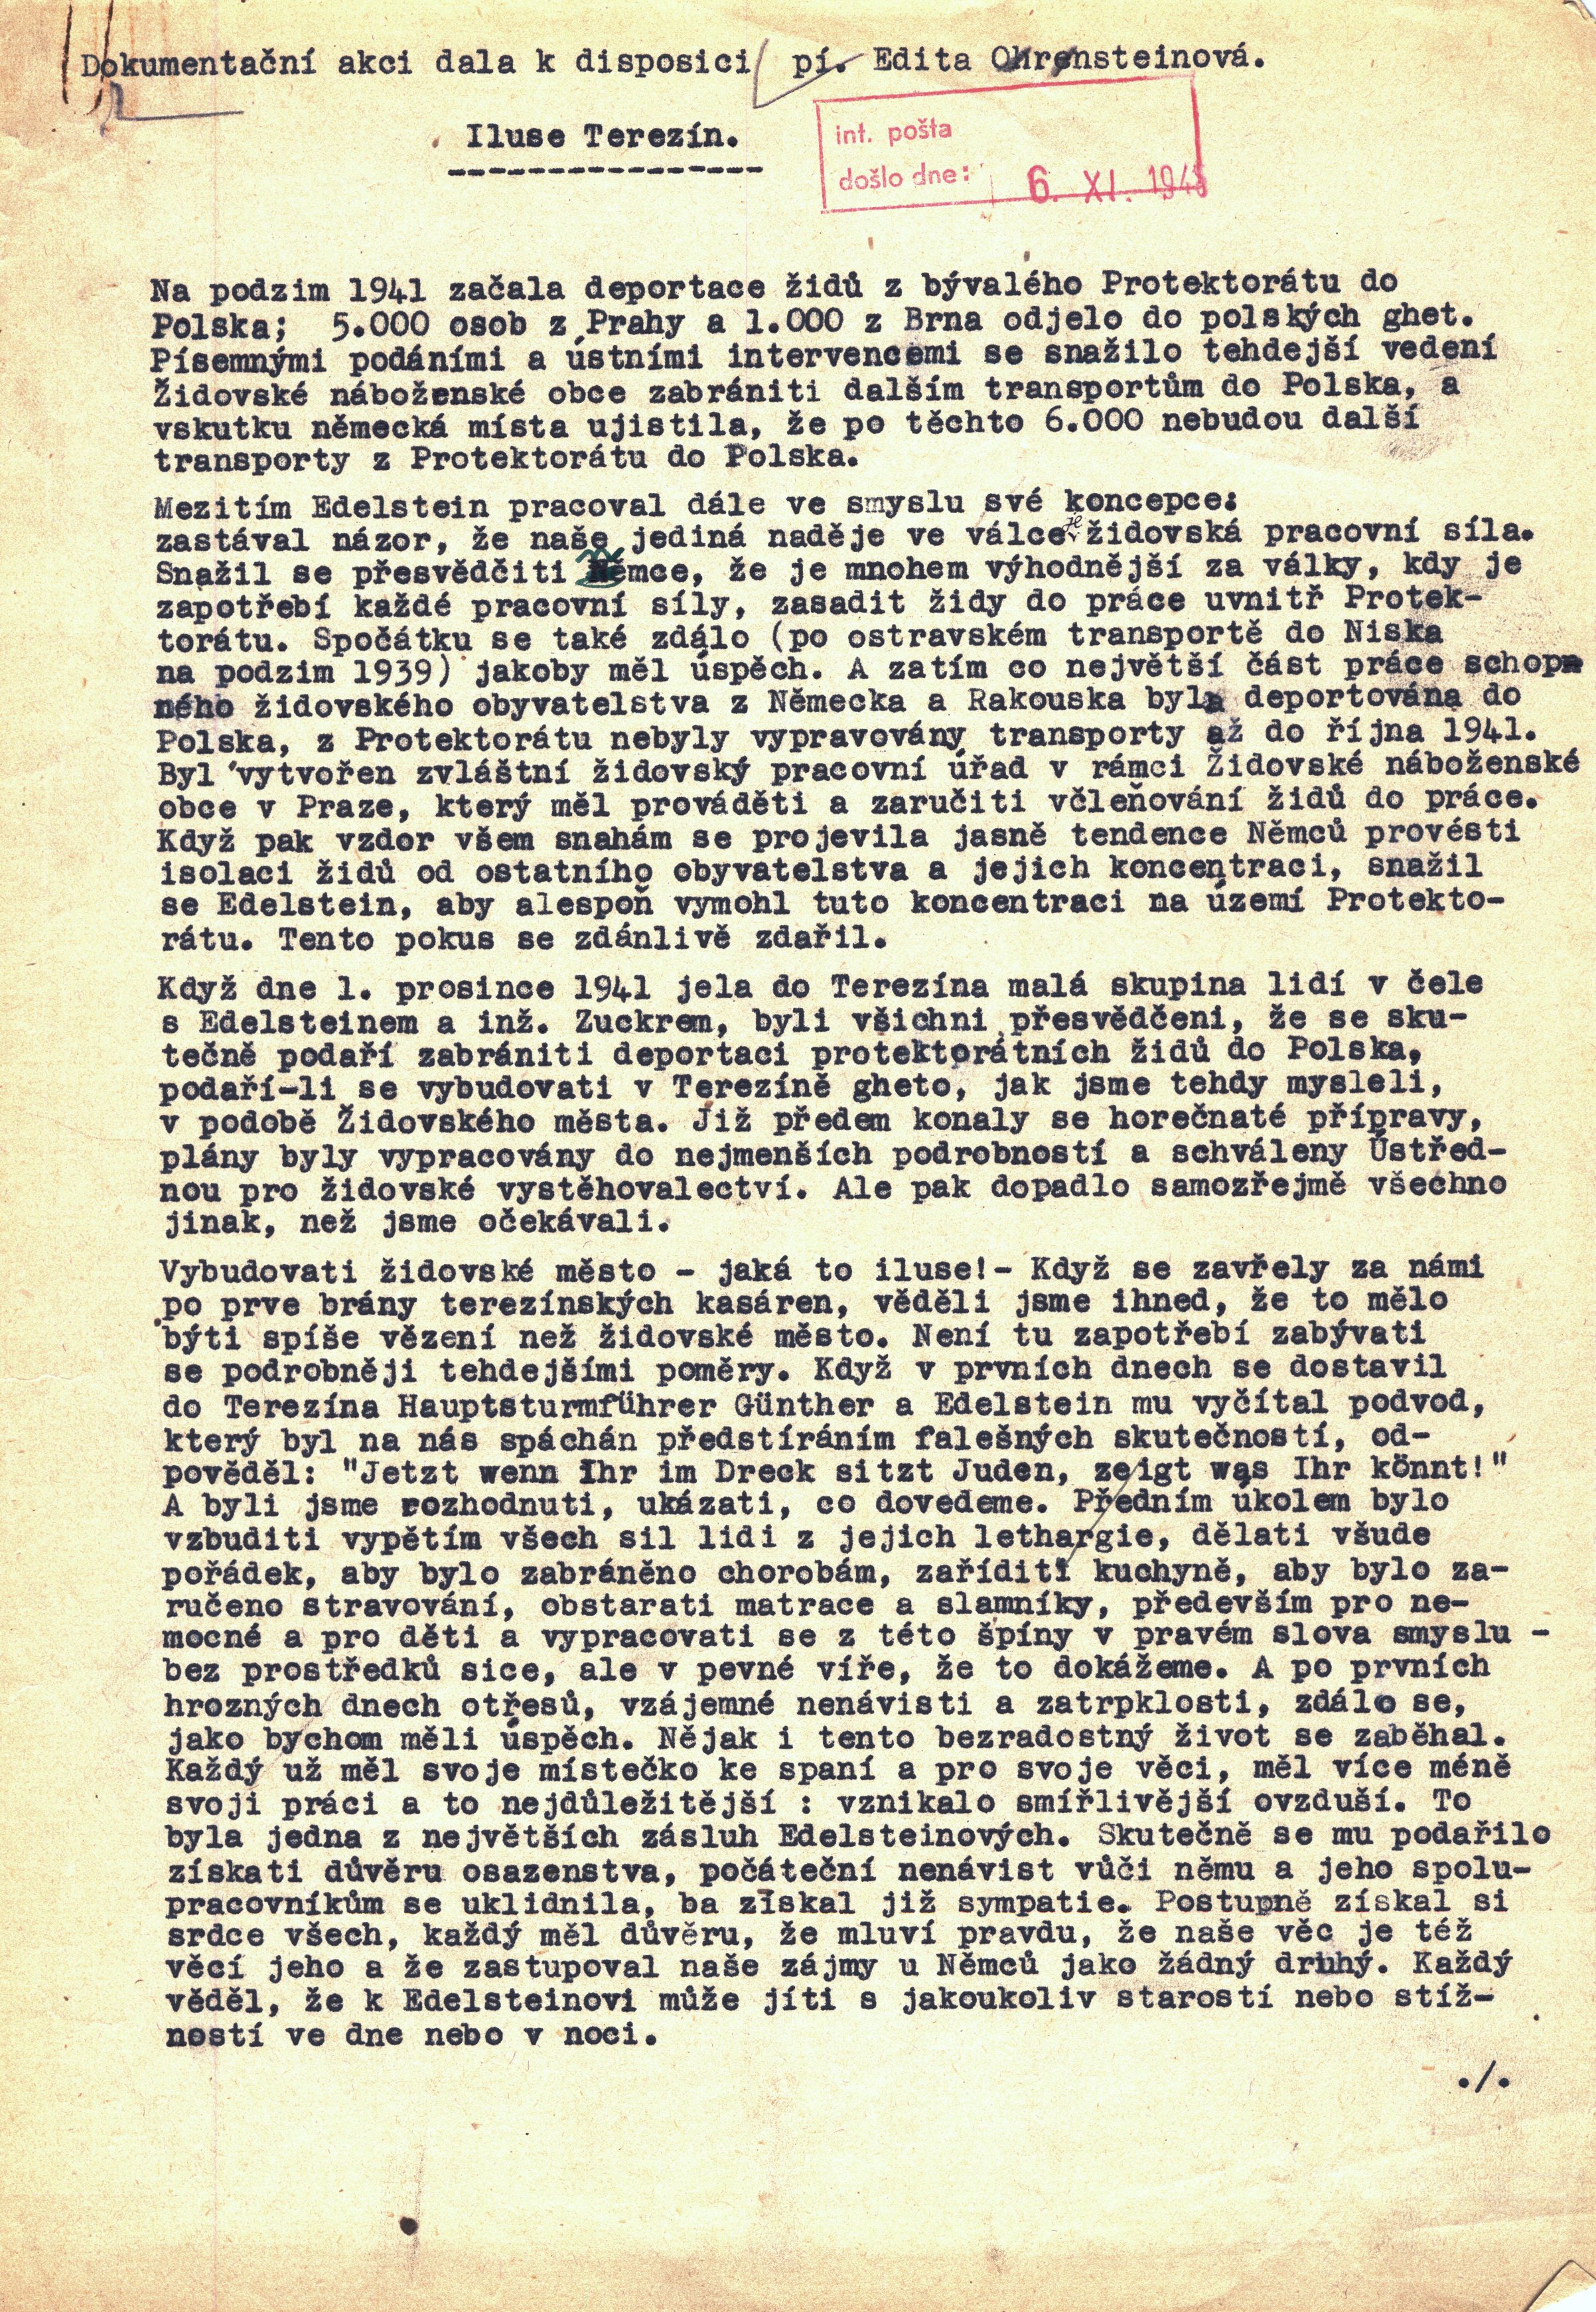 Dokumentační akci dala k disposici pí. Edita Ohrensteinová.
Iluse Terezín.
----------------
int. pošta
došlo dne:
6. XI. 1945
Na podzim 1941 začala deportace židů z bývalého Protektorátu do
Polska; 5.000 osob z Prahy a 1.000 z Brna odjelo do polských ghet.
Písemnými podáními a ústními intervencemi se snažilo tehdejší vedení
Židovské náboženské obce zabrániti dalším transportům do Polska, a
vskutku německá místa ujistila, že po těchto 6.000 nebudou další
transporty z Protektorátu do Polska.
Mezitím Edelstein pracoval dále ve smyslu své koncepce:
zastával názor, že naše jediná naděje ve válce je židovská pracovní síla.
Snažil se přesvědčiti Němce, že je mnohem výhodnější za války, kdy je
zapotřebí každé pracovní síly, zasadit židy do práce uvnitř Protek-
torátu. Spočátku se také zdálo (po ostravském transportě do Niska
na podzim 1939) jakoby měl úspěch. A zatím co největší část práce schop-
ného židovského obyvatelstva z Německa a Rakouska byla deportována do
Polska, z Protektorátu nebyly vypravovány transporty až do října 1941.
Byl vytvořen zvláštní židovský pracovní úřad v rámci Židovské náboženské
obce v Praze, který měl prováděti a zaručiti včleňování židů do práce.
Když pak vzdor všem snahám se projevila jasně tendence Němců provésti
isolaci židů od ostatního obyvatelstva a jejich koncentraci, snažil
se Edelstein, aby alespoň vymohl tuto koncentraci na území Protekto-
rátu. Tento pokus se zdánlivě zdařil.
Když dne 1. prosince 1941 jela do Terezína malá skupina lidí v čele
s Edelsteinem a inž. Zuckrem, byli všichni přesvědčeni, že se sku-
tečně podaří zabrániti deportaci protektorátních židů do Polska,
podaří-li se vybudovati v Terezíně gheto, jak jsme tehdy mysleli,
v podobě Židovského města. Již předem konaly se horečnaté přípravy,
plány byly vypracovány do nejmenších podrobností a schváleny Ústřed-
nou pro židovské vystěhovalectví. Ale pak dopadlo samozřejmě všechno
jinak, než jsme očekávali.
Vybudovati židovské město - jaká to iluse!- Když se zavřely za námi
po prve brány terezínských kasáren, věděli jsme ihned, že to mělo
býti spíše vězení než židovské město. Není tu zapotřebí zabývati
se podrobněji tehdejšími poměry. Když v prvních dnech se dostavil
do Terezína Hauptsturmführer Günther a Edelstein mu vyčítal podvod,
který byl na nás spáchán předstíráním falešných skutečností, od-
pověděl: "Jetzt wenn Ihr im Dreck sitzt Juden, zeigt was Ihr könnt!"
A byli jsme rozhodnuti, ukázati, co dovedeme. Předním úkolem bylo
vzbuditi vypětím všech sil lidi z jejich lethargie, dělati všude
pořádek, aby bylo zabráněno chorobám, zaříditi kuchyně, aby bylo za-
ručeno stravování, obstarati matrace a slamníky, především pro ne-
mocné a pro děti a vypracovati se z této špíny v pravém slova smyslu -
bez prostředků sice, ale v pevné víře, že to dokážeme. A po prvních
hrozných dnech otřesů, vzájemné nenávisti a zatrpklosti, zdálo se,
jako bychom měli úspěch. Nějak i tento bezradostný život se zaběhal.
Každý už měl svoje místečko ke spaní a pro svoje věci, měl více méně
svoji práci a to nejdůležitější : vznikalo smířlivější ovzduší. To
byla jedna z největších zásluh Edelsteinových. Skutečně se mu podařilo
získati důvěru osazenstva, počáteční nenávist vůči němu a jeho spolu-
pracovníkům se uklidnila, ba získal již sympatie. Postupně získal si
srdce všech, každý měl důvěru, že mluví pravdu, že naše věc je též
věcí jeho a že zastupoval naše zájmy u Němců jako žádný druhý. Každý
věděl, že k Edelsteinovi může jíti s jakoukoliv starostí nebo stíž-
ností ve dne nebo v noci.
./.